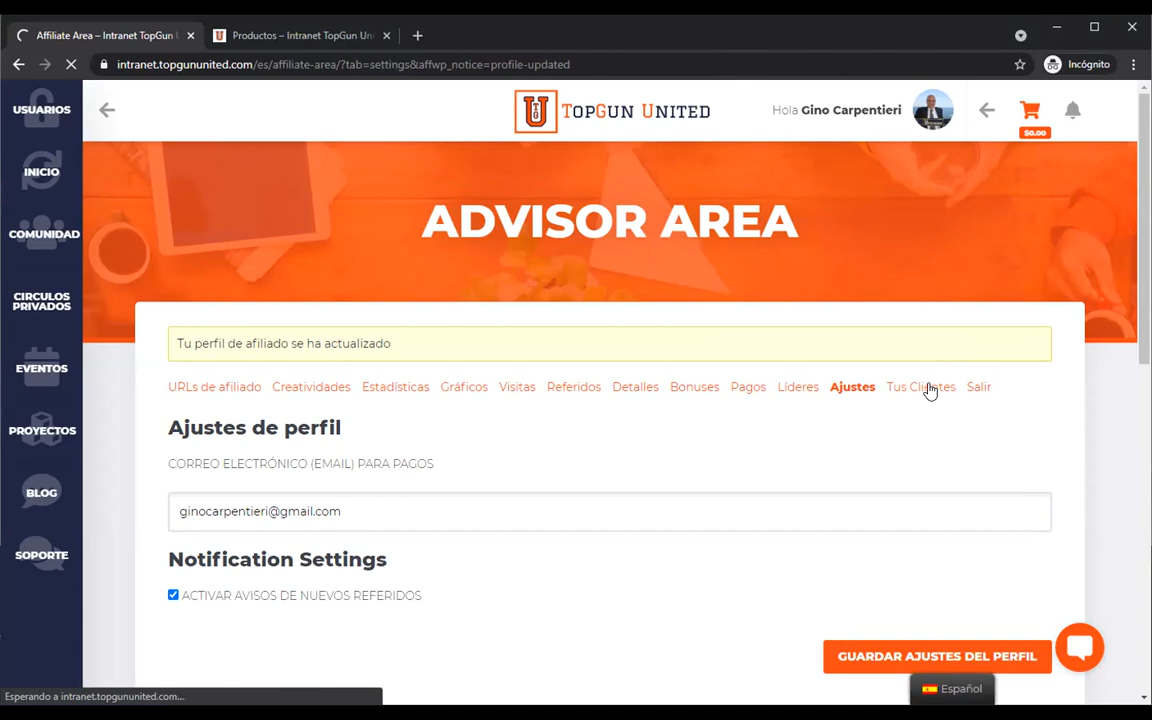 Affiliate Area – Intranet TopGun U
Productos – Intranet TopGun Uni
intranet.topgununited.com/es/affiliate-area/?tab=settings&affwp_notice=profile-updated
Incógnito
USUARIOS
INICIO
COMUNIDAD
CIRCULOS
PRIVADOS
EVENTOS
PROYECTOS
BLOG
SOPORTE
TOPGUN UNITED
Hola Gino Carpentieri
$0.00
ADVISOR AREA
Tu perfil de afiliado se ha actualizado
URLs de afiliado Creatividades Estadísticas Gráficos Visitas Referidos Detalles Bonuses Pagos Líderes Ajustes Tus Clientes Salir
Ajustes de perfil
CORREO ELECTRÓNICO (EMAIL) PARA PAGOS
ginocarpentieri@gmail.com
Notification Settings
ACTIVAR AVISOS DE NUEVOS REFERIDOS
GUARDAR AJUSTES DEL PERFIL
Español
Esperando a intranet.topgununited.com...